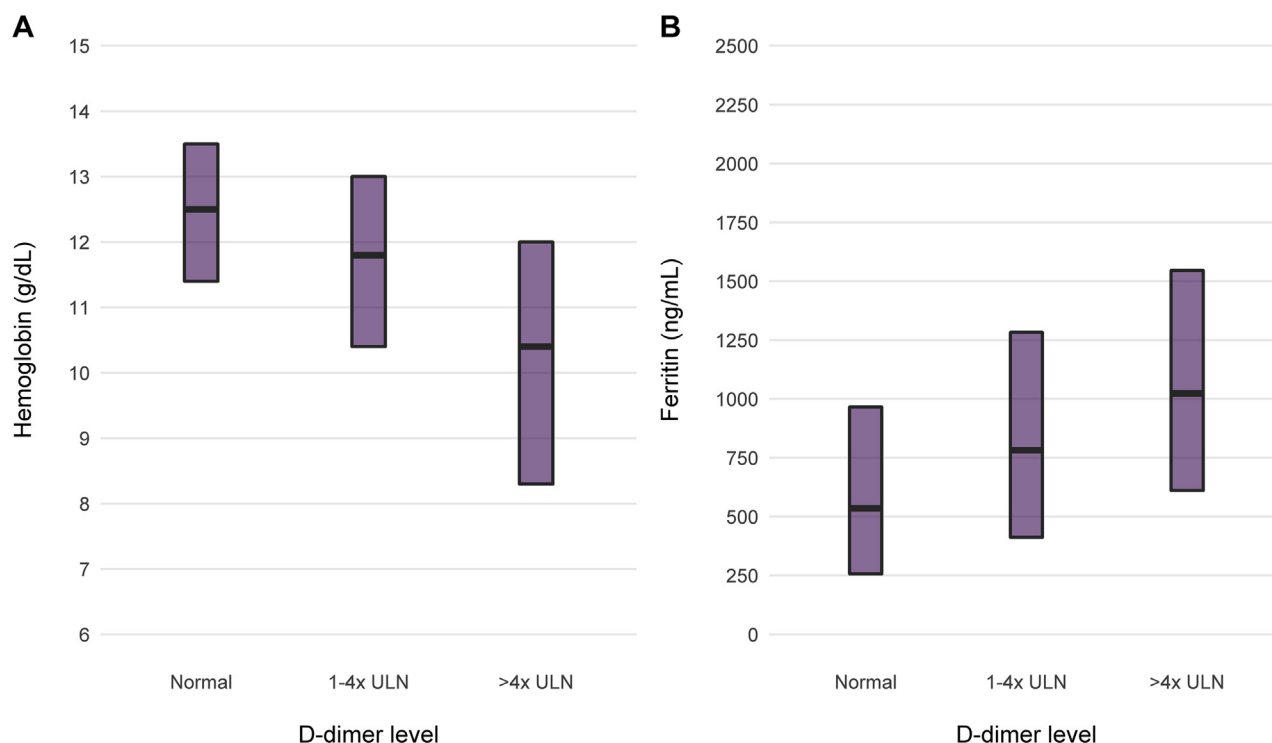 A
15
14
13
12
11
10
9
8
7
6
Hemoglobin (g/dL)
Normal
1-4x ULN
>4x ULN
D-dimer level
B
2500
2250
2000
1750
1500
1250
1000
750
500
250
0
Ferritin (ng/mL)
Normal
1-4x ULN
>4x ULN
D-dimer level